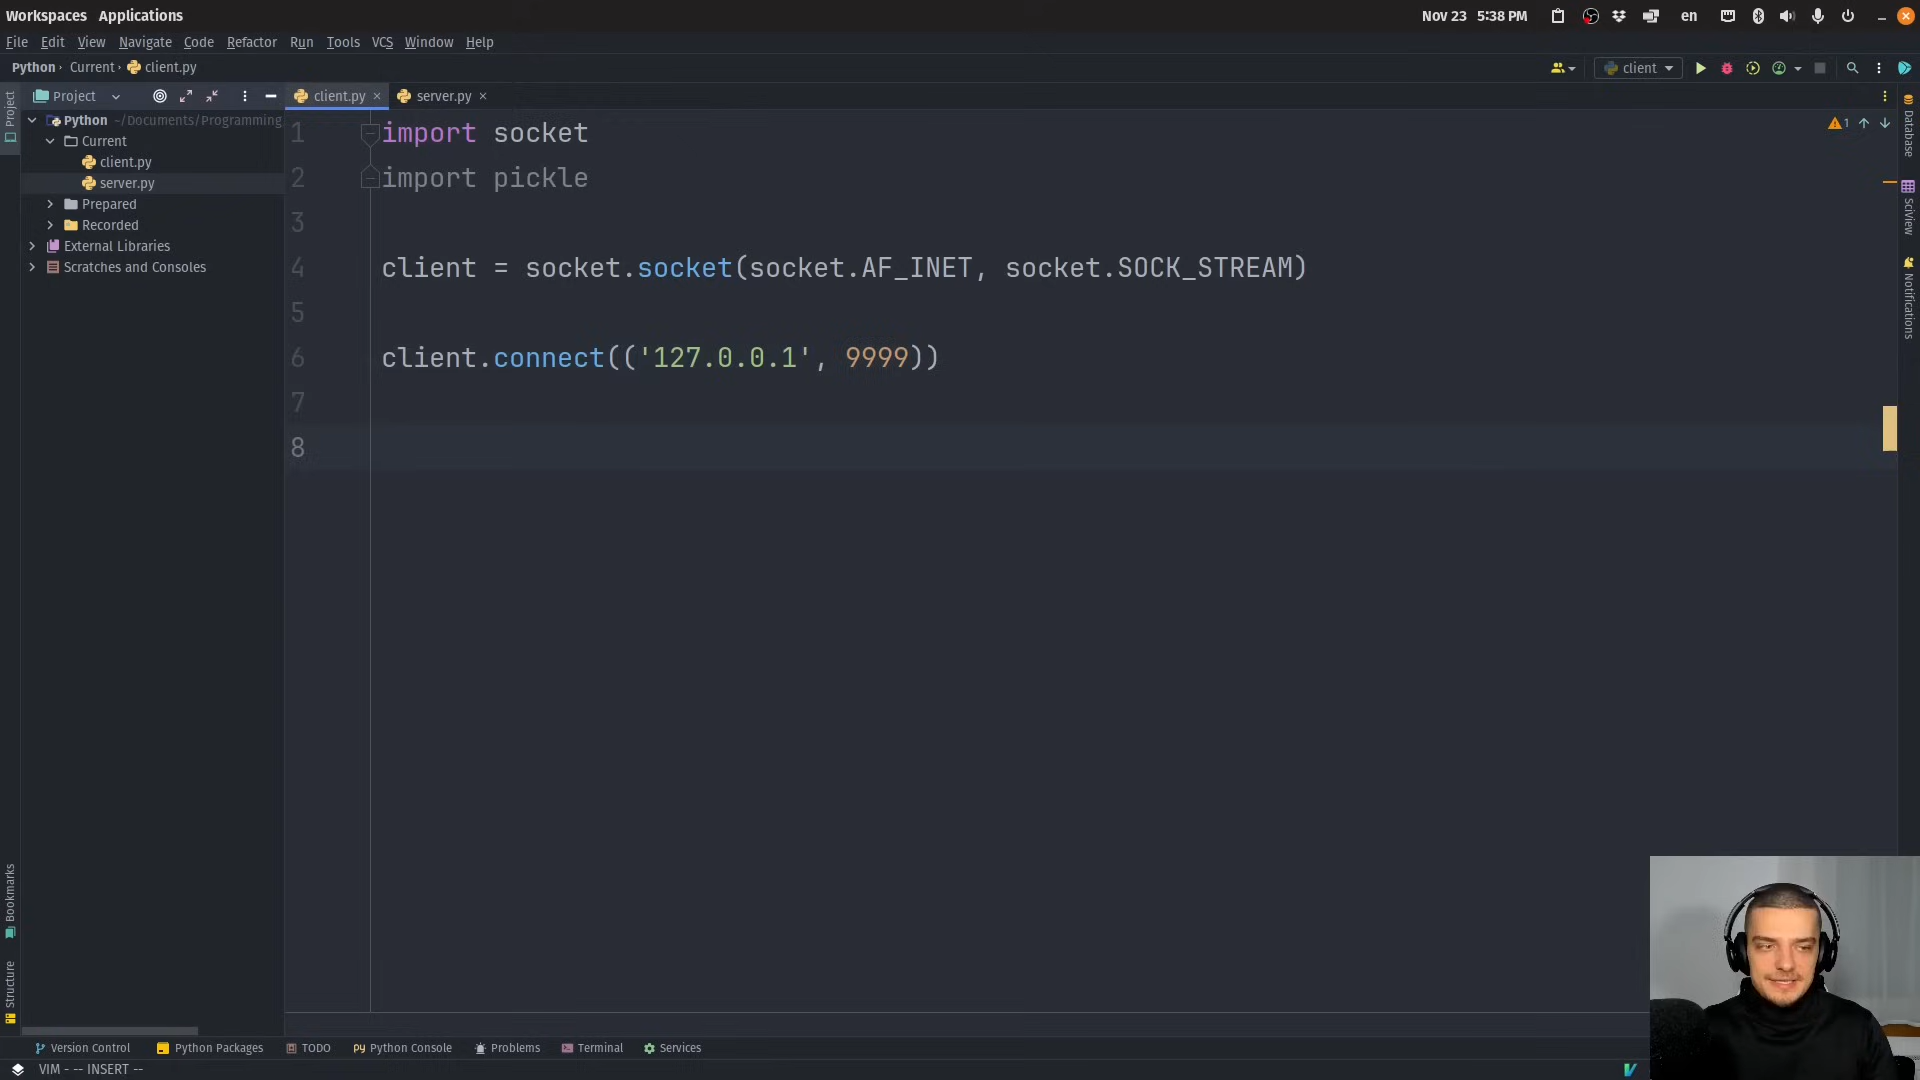 Workspaces Applications
Nov 23 5:38 PM
en
File Edit View Navigate Code Refactor Run Tools VCS Window Help
Python Current client.py
client
Project
client.py
server.py
Python ~/Documents/Programming
Current
client.py
server.py
Prepared
Recorded
External Libraries
Scratches and Consoles
1 import socket
2 import pickle
3
4 client = socket.socket(socket.AF_INET, socket.SOCK_STREAM)
5
6 client.connect(('127.0.0.1', 9999))
7
8
1
Project
Bookmarks
Structure
Database
SciView
Notifications
Version Control Python Packages TODO Python Console Problems Terminal Services
VIM - -- INSERT --